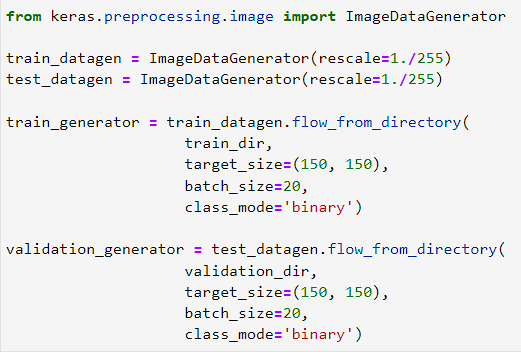 from keras.preprocessing.image import ImageDataGenerator
train_datagen = ImageDataGenerator(rescale=1./255)
test_datagen = ImageDataGenerator(rescale=1./255)
train_generator = train_datagen.flow_from_directory(
train_dir,
target_size=(150, 150),
batch_size=20,
class_mode='binary')
validation_generator = test_datagen.flow_from_directory(
validation_dir,
target_size=(150, 150),
batch_size=20,
class_mode='binary')